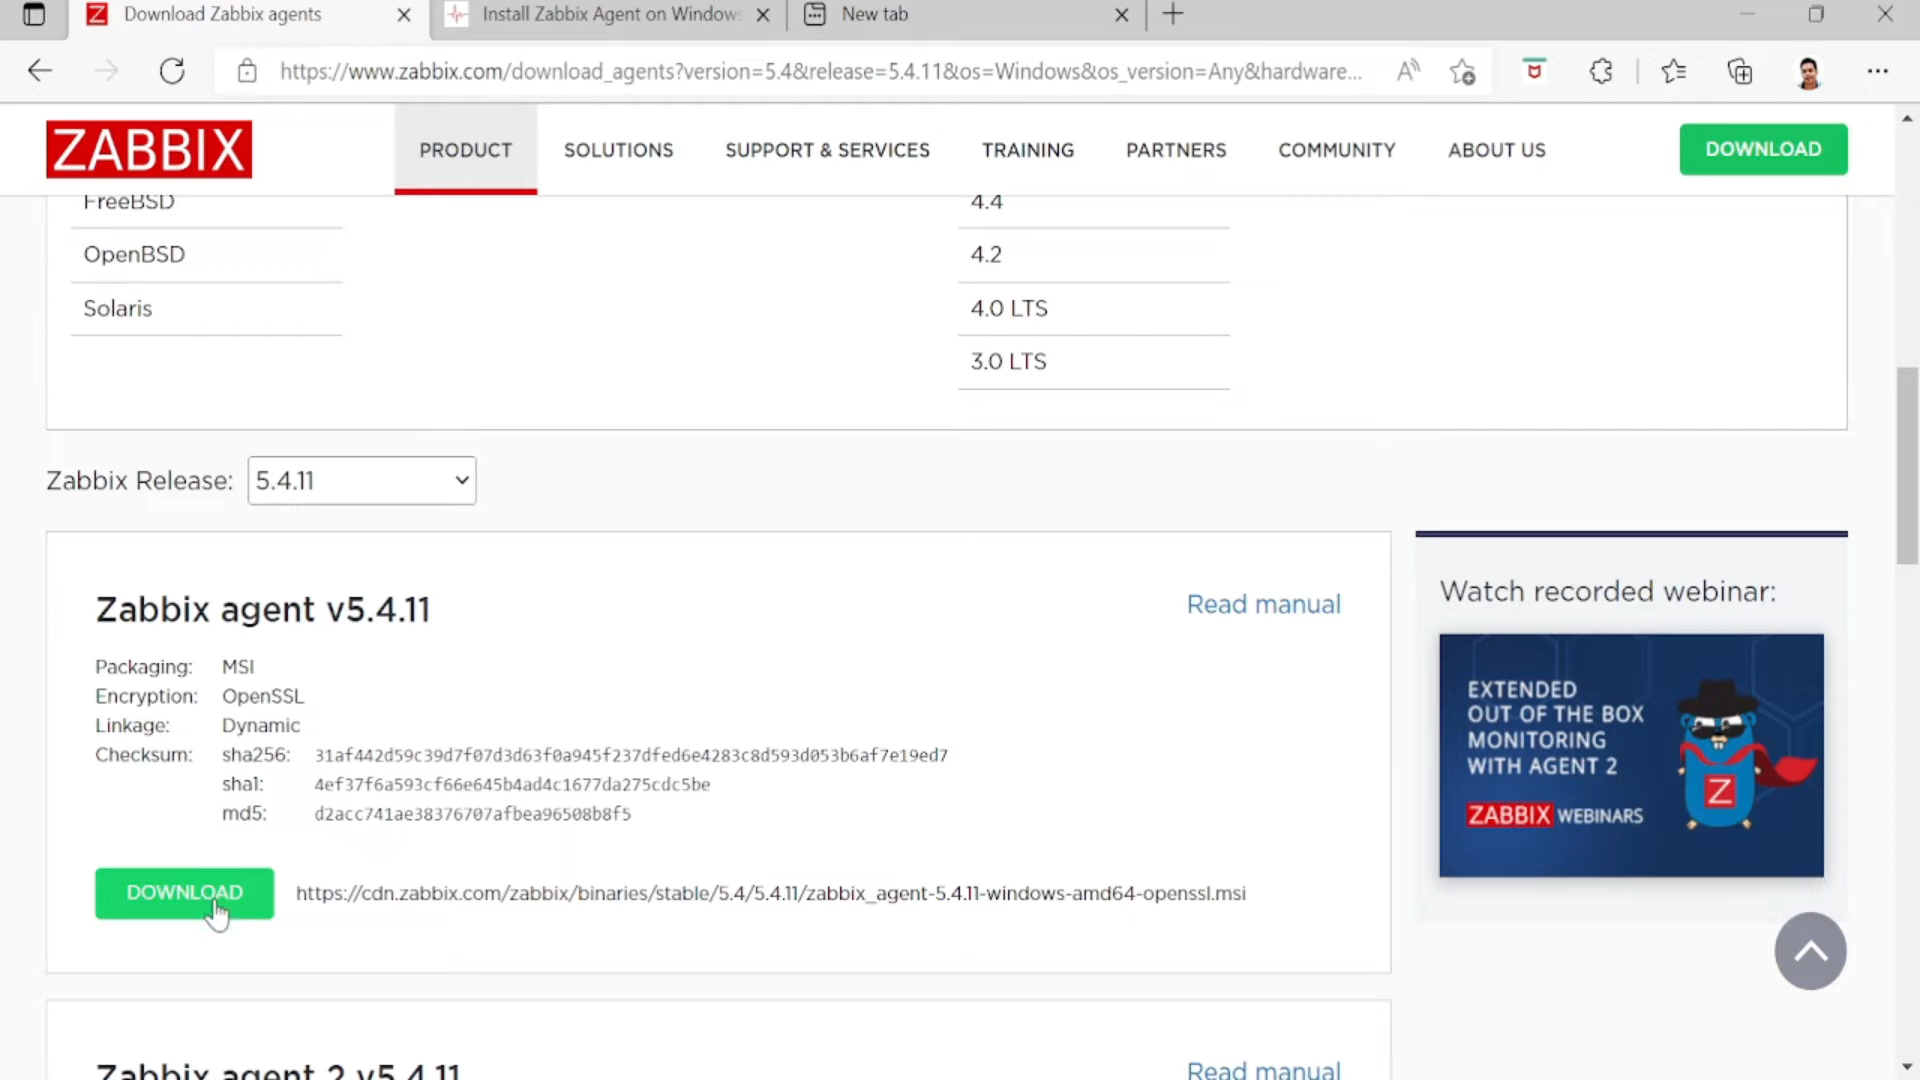 Download Zabbix agents
Install Zabbix Agent on Windows
New tab
https://www.zabbix.com/download_agents?version=5.4&release=5.4.11&os=Windows&os_version=Any&hardware...
ZABBIX
PRODUCT
SOLUTIONS
SUPPORT & SERVICES
TRAINING
PARTNERS
COMMUNITY
ABOUT US
DOWNLOAD
FreeBSD
4.4
OpenBSD
4.2
Solaris
4.0 LTS
3.0 LTS
Zabbix Release: 5.4.11
Zabbix agent v5.4.11
Read manual
Packaging: MSI
Encryption: OpenSSL
Linkage: Dynamic
Checksum: sha256: 31af442d59c39d7f07d3d63f0a945f237dfed6e4283c8d593d053b6af7e19ed7
sha1: 4ef37f6a593cf66e645b4ad4c1677da275cdc5be
md5: d2acc741ae38376707afbea96508b8f5
DOWNLOAD
https://cdn.zabbix.com/zabbix/binaries/stable/5.4/5.4.11/zabbix_agent-5.4.11-windows-amd64-openssl.msi
Watch recorded webinar:
EXTENDED
OUT OF THE BOX
MONITORING
WITH AGENT 2
ZABBIX WEBINARS
Z
Zabbix agent 2 v5.4.11
Read manual